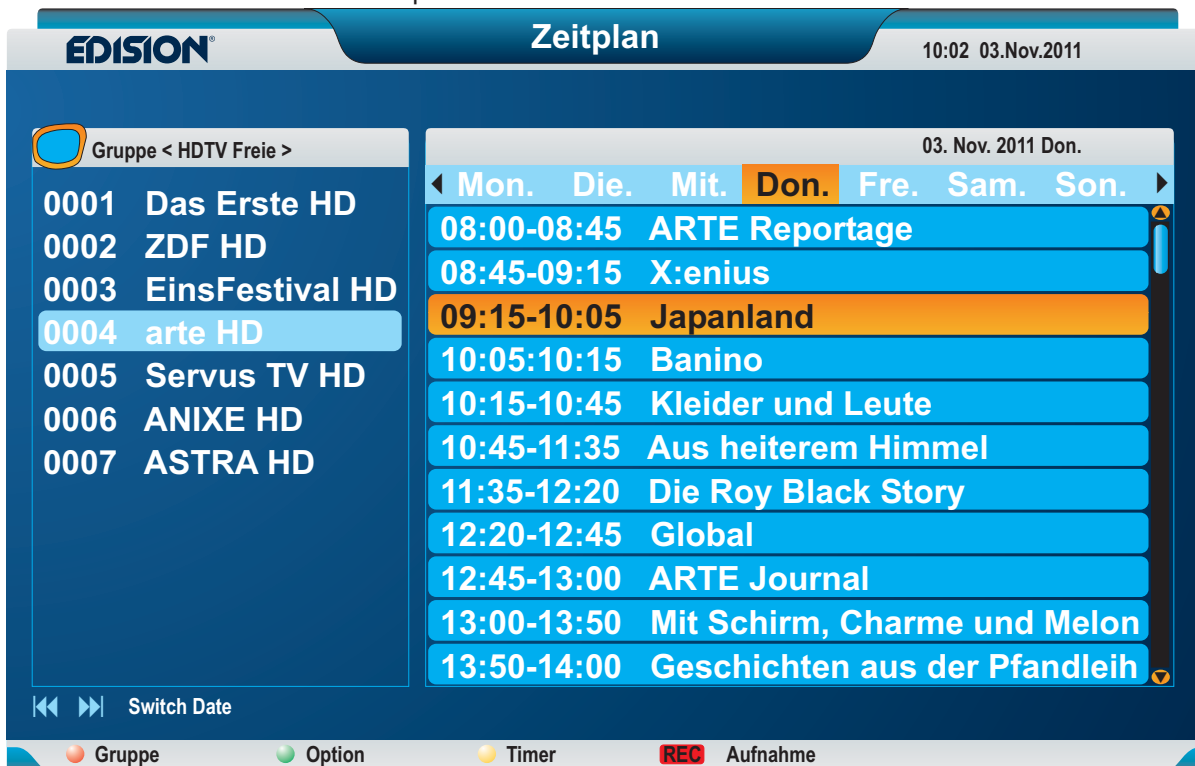 Zeitplan
EDISION®
10:02 03.Nov.2011
Gruppe < HDTV Freie >
0001 Das Erste HD
0002 ZDF HD
0003 EinsFestival HD
0004 arte HD
0005 Servus TV HD
0006 ANIXE HD
0007 ASTRA HD
03. Nov. 2011 Don.
Mon. Die. Mit. Don. Fre. Sam. Son.
08:00-08:45 ARTE Reportage
08:45-09:15 X:enius
09:15-10:05 Japanland
10:05:10:15 Banino
10:15-10:45 Kleider und Leute
10:45-11:35 Aus heiterem Himmel
11:35-12:20 Die Roy Black Story
12:20-12:45 Global
12:45-13:00 ARTE Journal
13:00-13:50 Mit Schirm, Charme und Melon
13:50-14:00 Geschichten aus der Pfandleih
Switch Date
Gruppe Option Timer REC Aufnahme